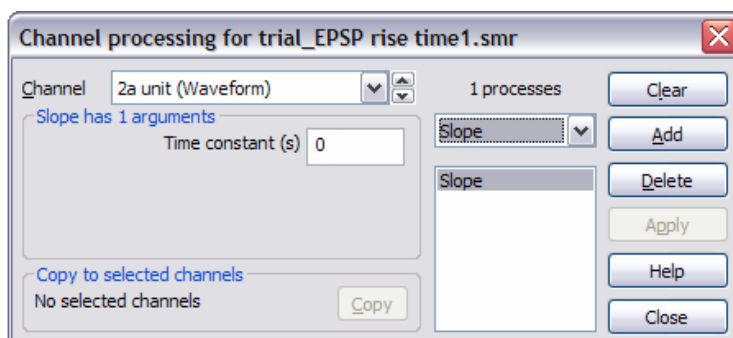 Channel processing for trial_EPSP rise time1.smr
Channel 2a unit (Waveform) 1 processes Clear
Slope has 1 arguments
Time constant (s) 0 Slope Add
Slope Delete
Apply
Copy to selected channels Help
No selected channels Copy
Close